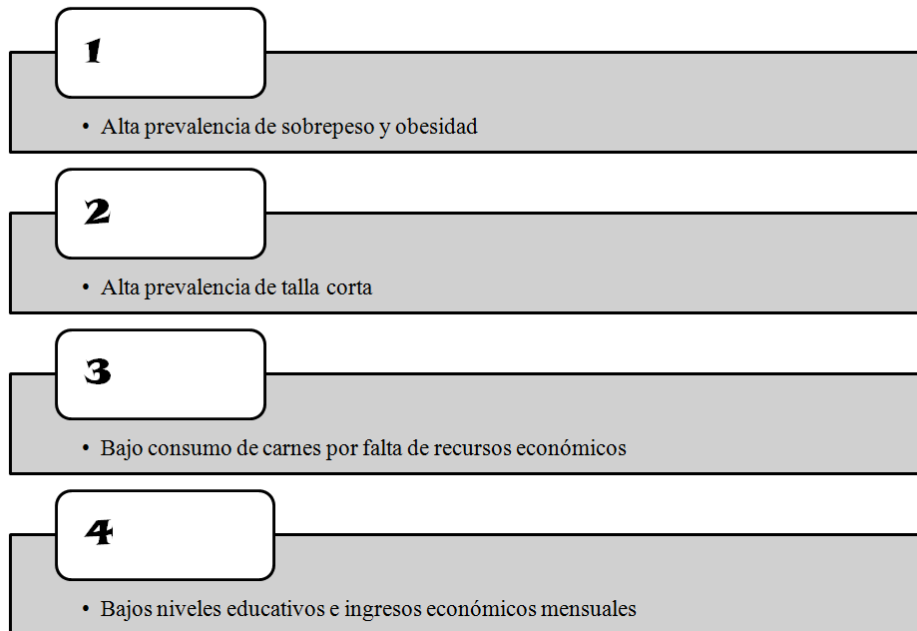 1
• Alta prevalencia de sobrepeso y obesidad
2
• Alta prevalencia de talla corta
3
• Bajo consumo de carnes por falta de recursos económicos
4
• Bajos niveles educativos e ingresos económicos mensuales